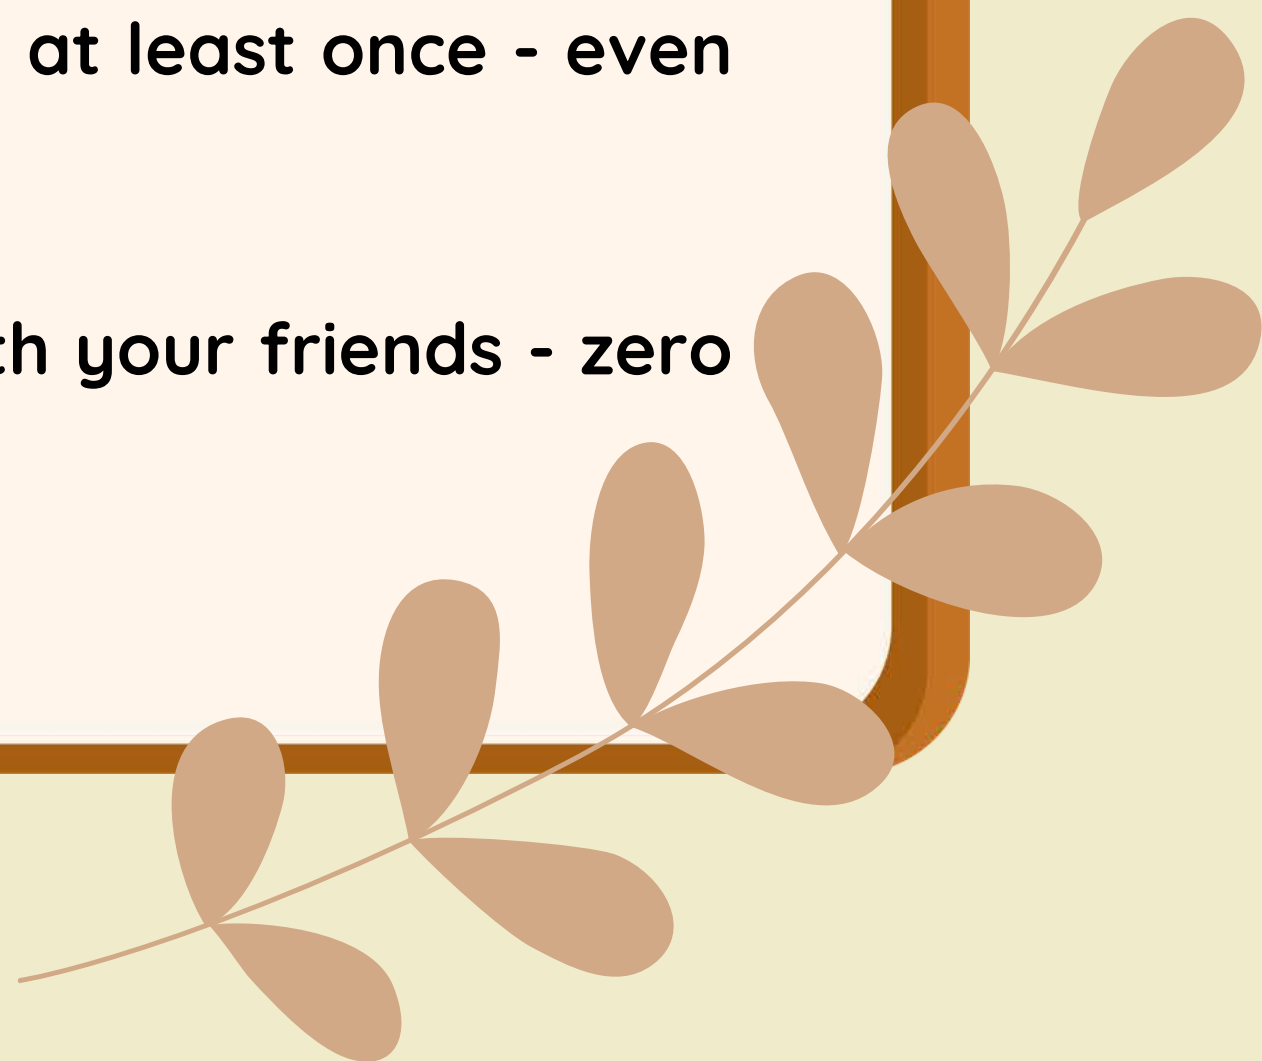 at least once - even
your friends - zero